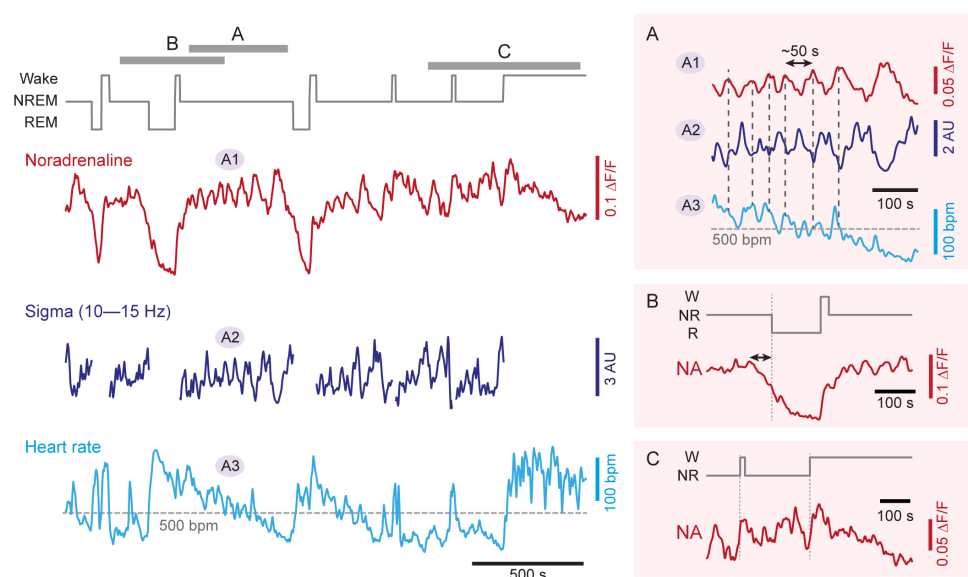 B
A
C
Wake
NREM
REM
Noradrenaline
A1
0.1 ΔF/F
Sigma (10—15 Hz)
A2
3 AU
Heart rate
A3
100 bpm
500 bpm
500 s
A
A1
~50 s
0.05 ΔF/F
A2
2 AU
100 s
A3
500 bpm
100 bpm
B
W
NR
R
NA
0.1 ΔF/F
100 s
C
W
NR
100 s
NA
0.05 ΔF/F